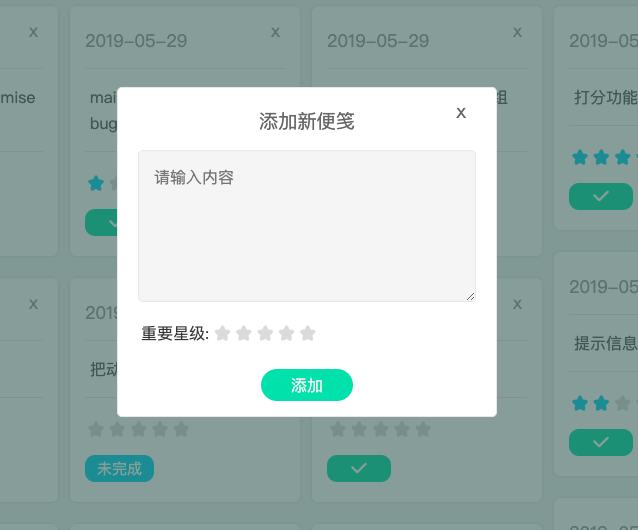 x
2019-05-29
x
2019-05-29
x
2019-05-
mise
mai
bug
组
打分功能
添加新便笺
x
请输入内容
重要星级:
添加
x
2019
x
2019-05-
把动
提示信息
未完成